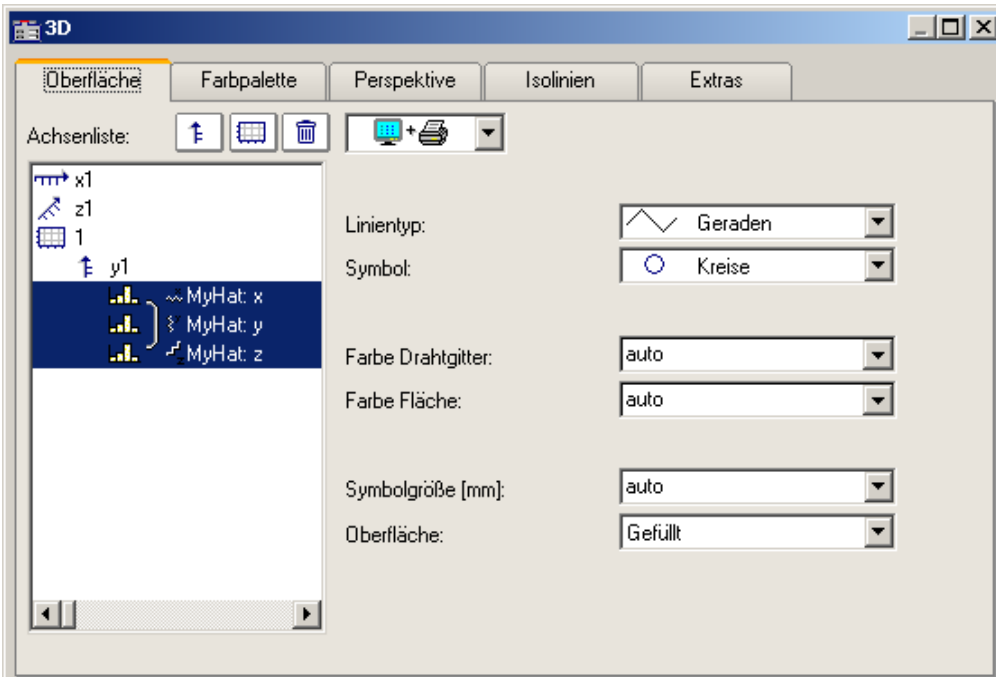 3D
Oberfläche Farbpalette Perspektive Isolinien Extras
Achsenliste:
x1
z1
1
y1
MyHat: x
MyHat: y
MyHat: z
Linientyp: Geraden
Symbol: Kreise
Farbe Drahtgitter: auto
Farbe Fläche: auto
Symbolgröße [mm]: auto
Oberfläche: Gefüllt